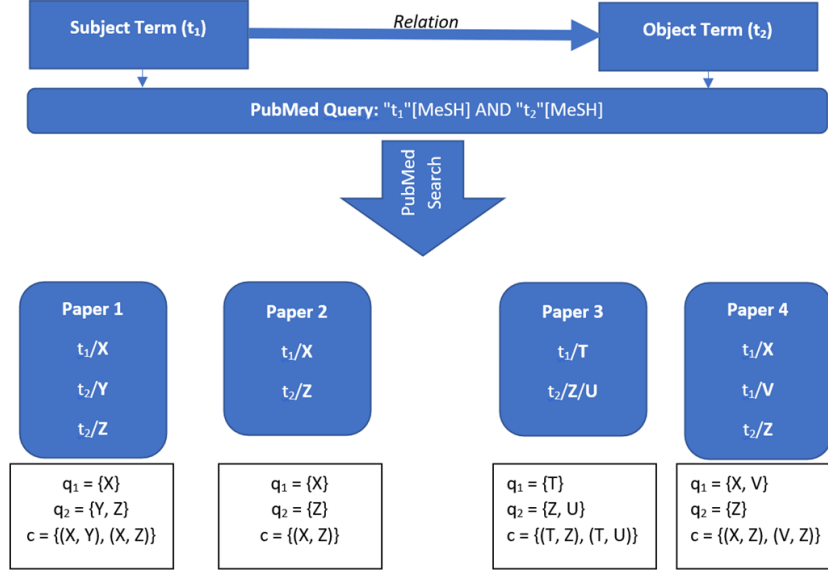 Subject Term (t₁)
Relation
Object Term (t₂)
PubMed Query: "t₁"[MeSH] AND "t₂"[MeSH]
PubMed
Search
Paper 1
t₁/X
t₂/Y
t₂/Z
q₁ = {X}
q₂ = {Y, Z}
c = {(X, Y), (X, Z)}
Paper 2
t₁/X
t₂/Z
q₁ = {X}
q₂ = {Z}
c = {(X, Z)}
Paper 3
t₁/T
t₂/Z/U
q₁ = {T}
q₂ = {Z, U}
c = {(T, Z), (T, U)}
Paper 4
t₁/X
t₁/V
t₂/Z
q₁ = {X, V}
q₂ = {Z}
c = {(X, Z), (V, Z)}